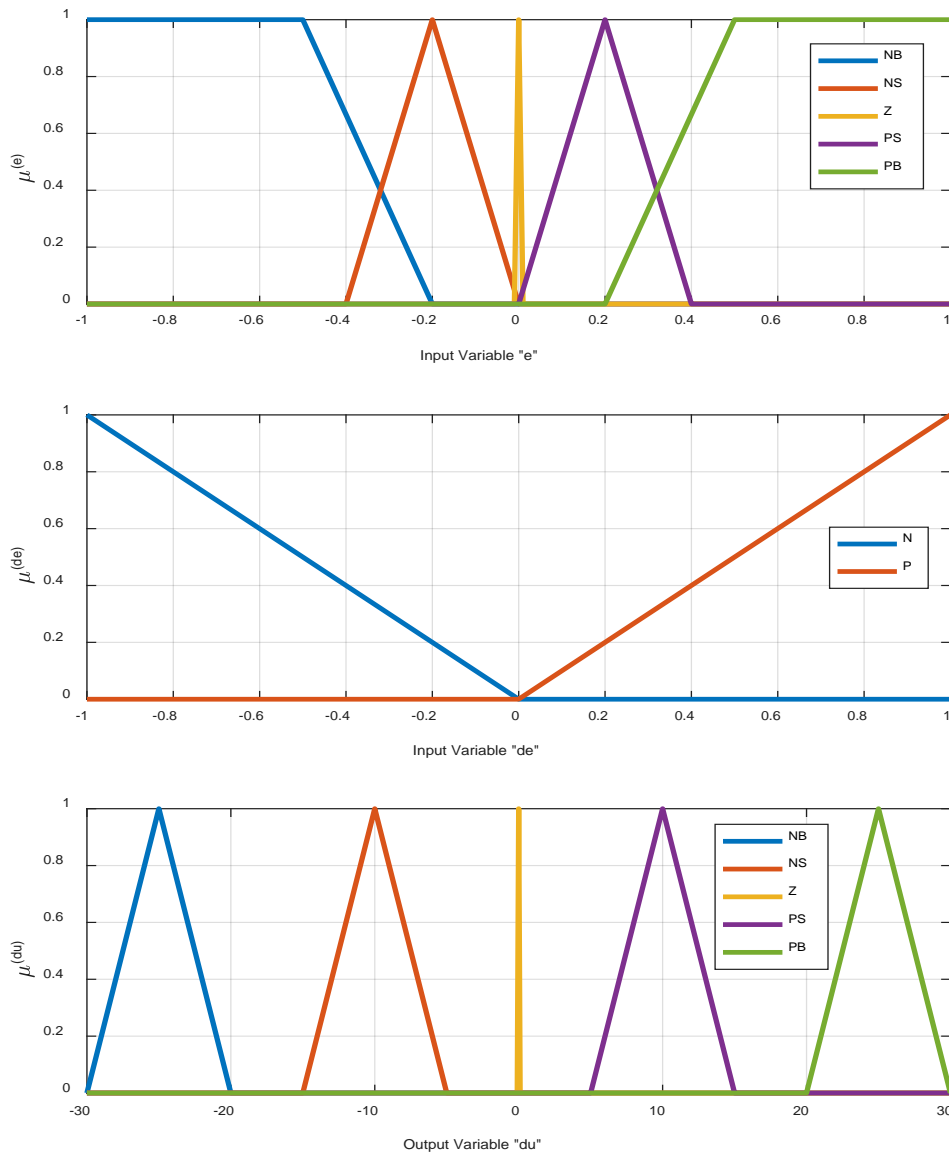 1
0.8
0.6
0.4
0.2
0
μ(e)
NB
NS
Z
PS
PB
-1 -0.8 -0.6 -0.4 -0.2 0 0.2 0.4 0.6 0.8 1
Input Variable "e"
1
0.8
0.6
0.4
0.2
0
μ(de)
N
P
-1 -0.8 -0.6 -0.4 -0.2 0 0.2 0.4 0.6 0.8 1
Input Variable "de"
1
0.8
0.6
0.4
0.2
0
μ(du)
NB
NS
Z
PS
PB
-30 -20 -10 0 10 20 30
Output Variable "du"